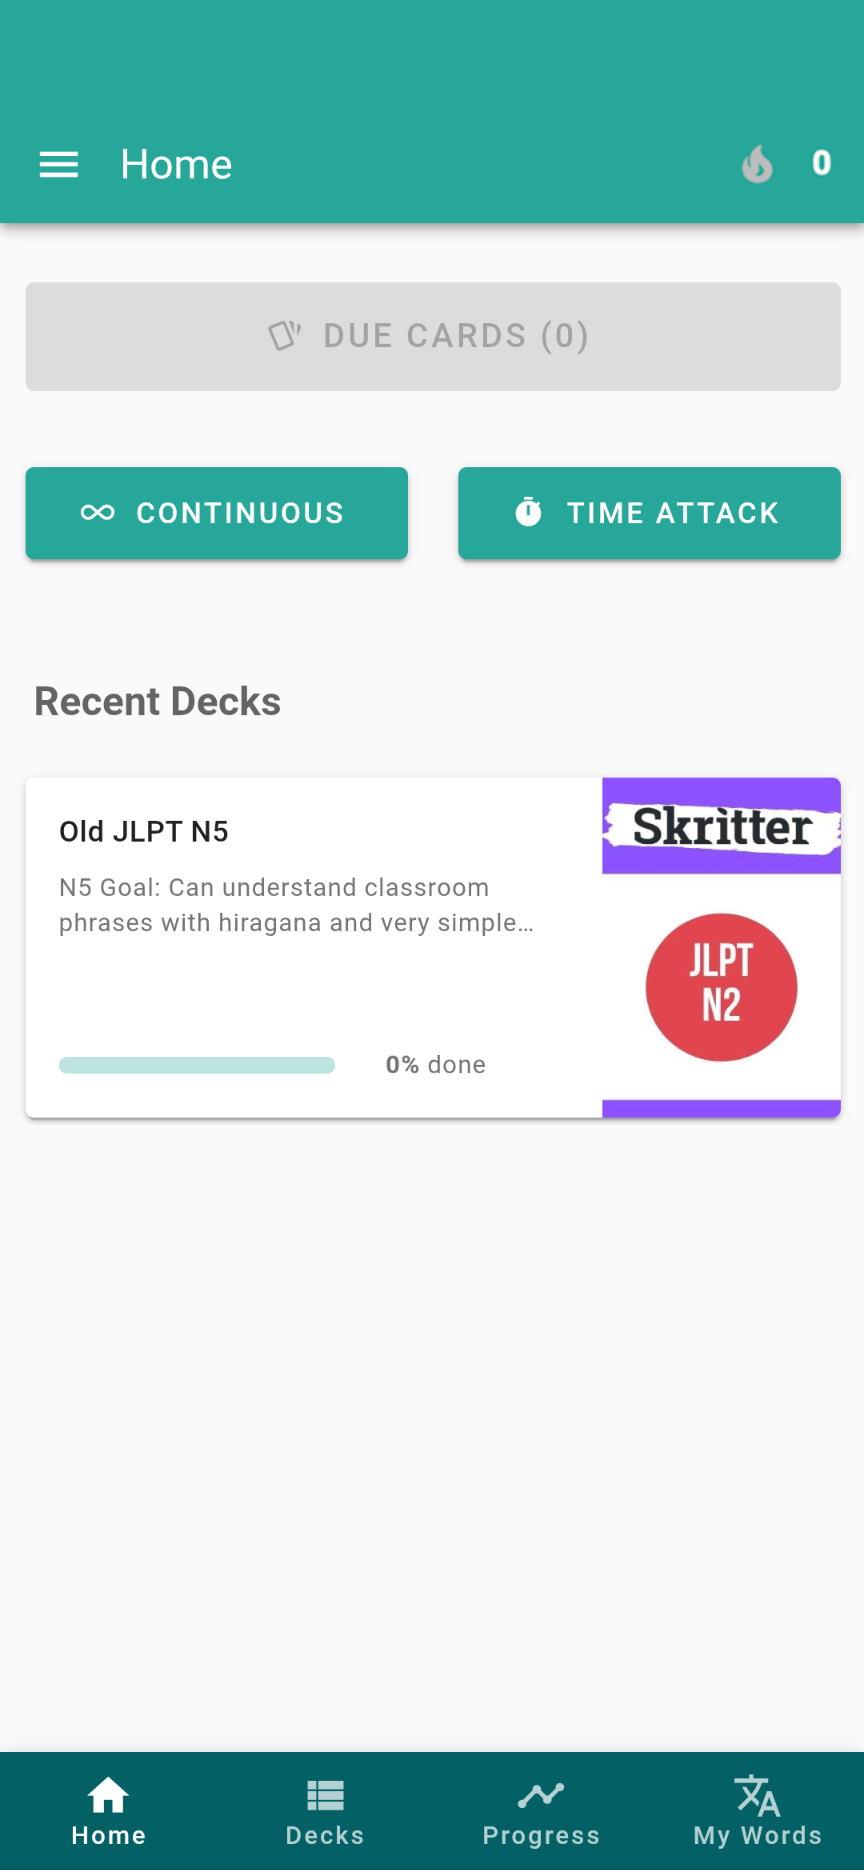 Home
0
DUE CARDS (0)
CONTINUOUS
TIME ATTACK
Recent Decks
Old JLPT N5
N5 Goal: Can understand classroom
phrases with hiragana and very simple…
0% done
Skritter
JLPT
N2
Home
Decks
Progress
My Words